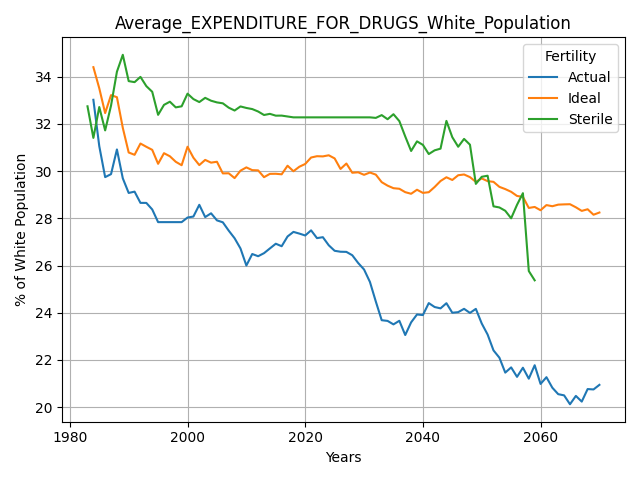 Average_EXPENDITURE_FOR_DRUGS_White_Population
Fertility
Actual
Ideal
Sterile
% of White Population
34
32
30
28
26
24
22
20
1980
2000
2020
2040
2060
Years